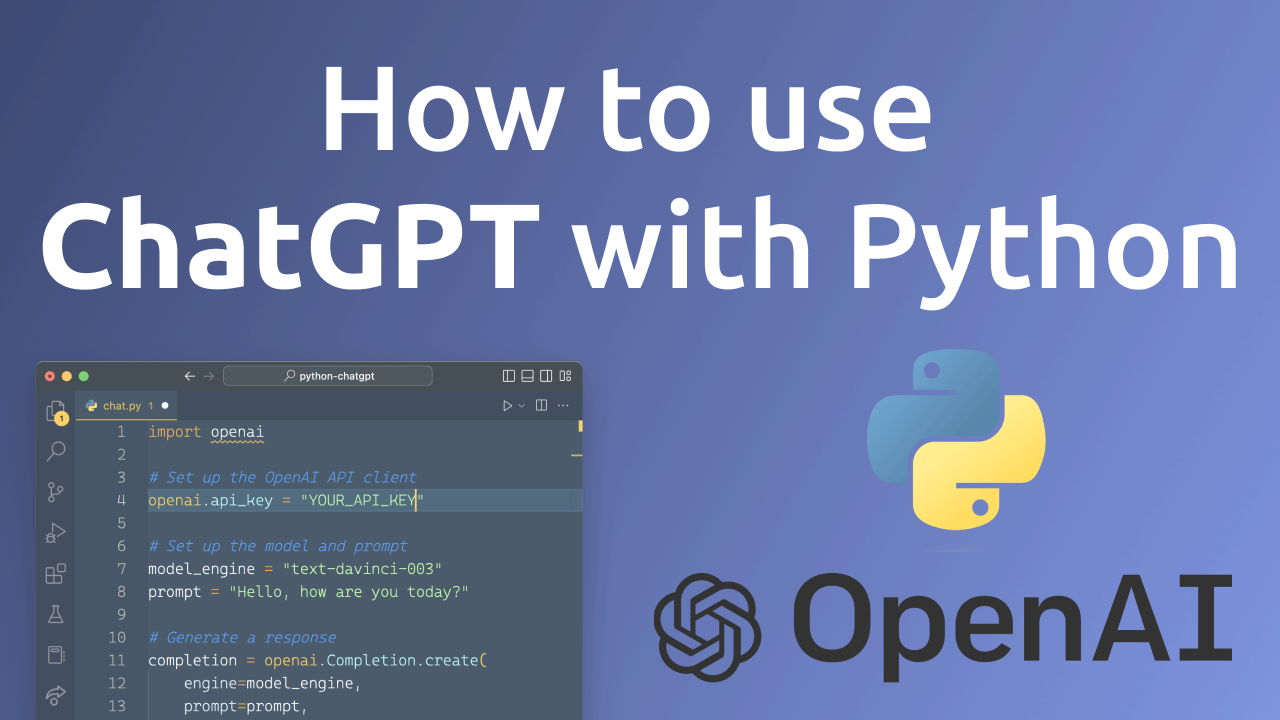 How to use
ChatGPT with Python
python-chatgpt
1
chat.py 1
1 import openai
2
3 # Set up the OpenAI API client
4 openai.api_key = "YOUR_API_KEY"
5
6 # Set up the model and prompt
7 model_engine = "text-davinci-003"
8 prompt = "Hello, how are you today?"
9
10 # Generate a response
11 completion = openai.Completion.create(
12 engine=model_engine,
13 prompt=prompt,
OpenAI